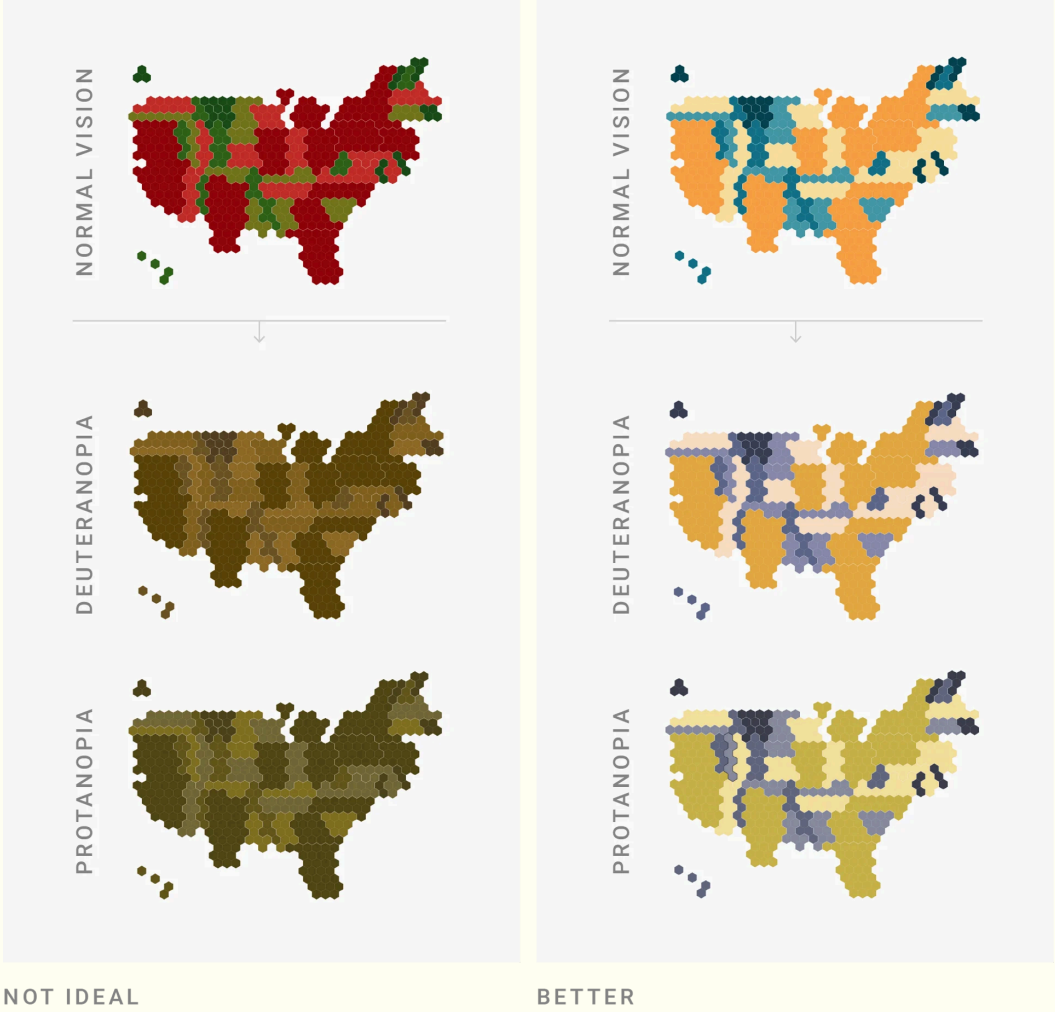 NORMAL VISION
DEUTERANOPIA
PROTANOPIA
NOT IDEAL
NORMAL VISION
DEUTERANOPIA
PROTANOPIA
BETTER